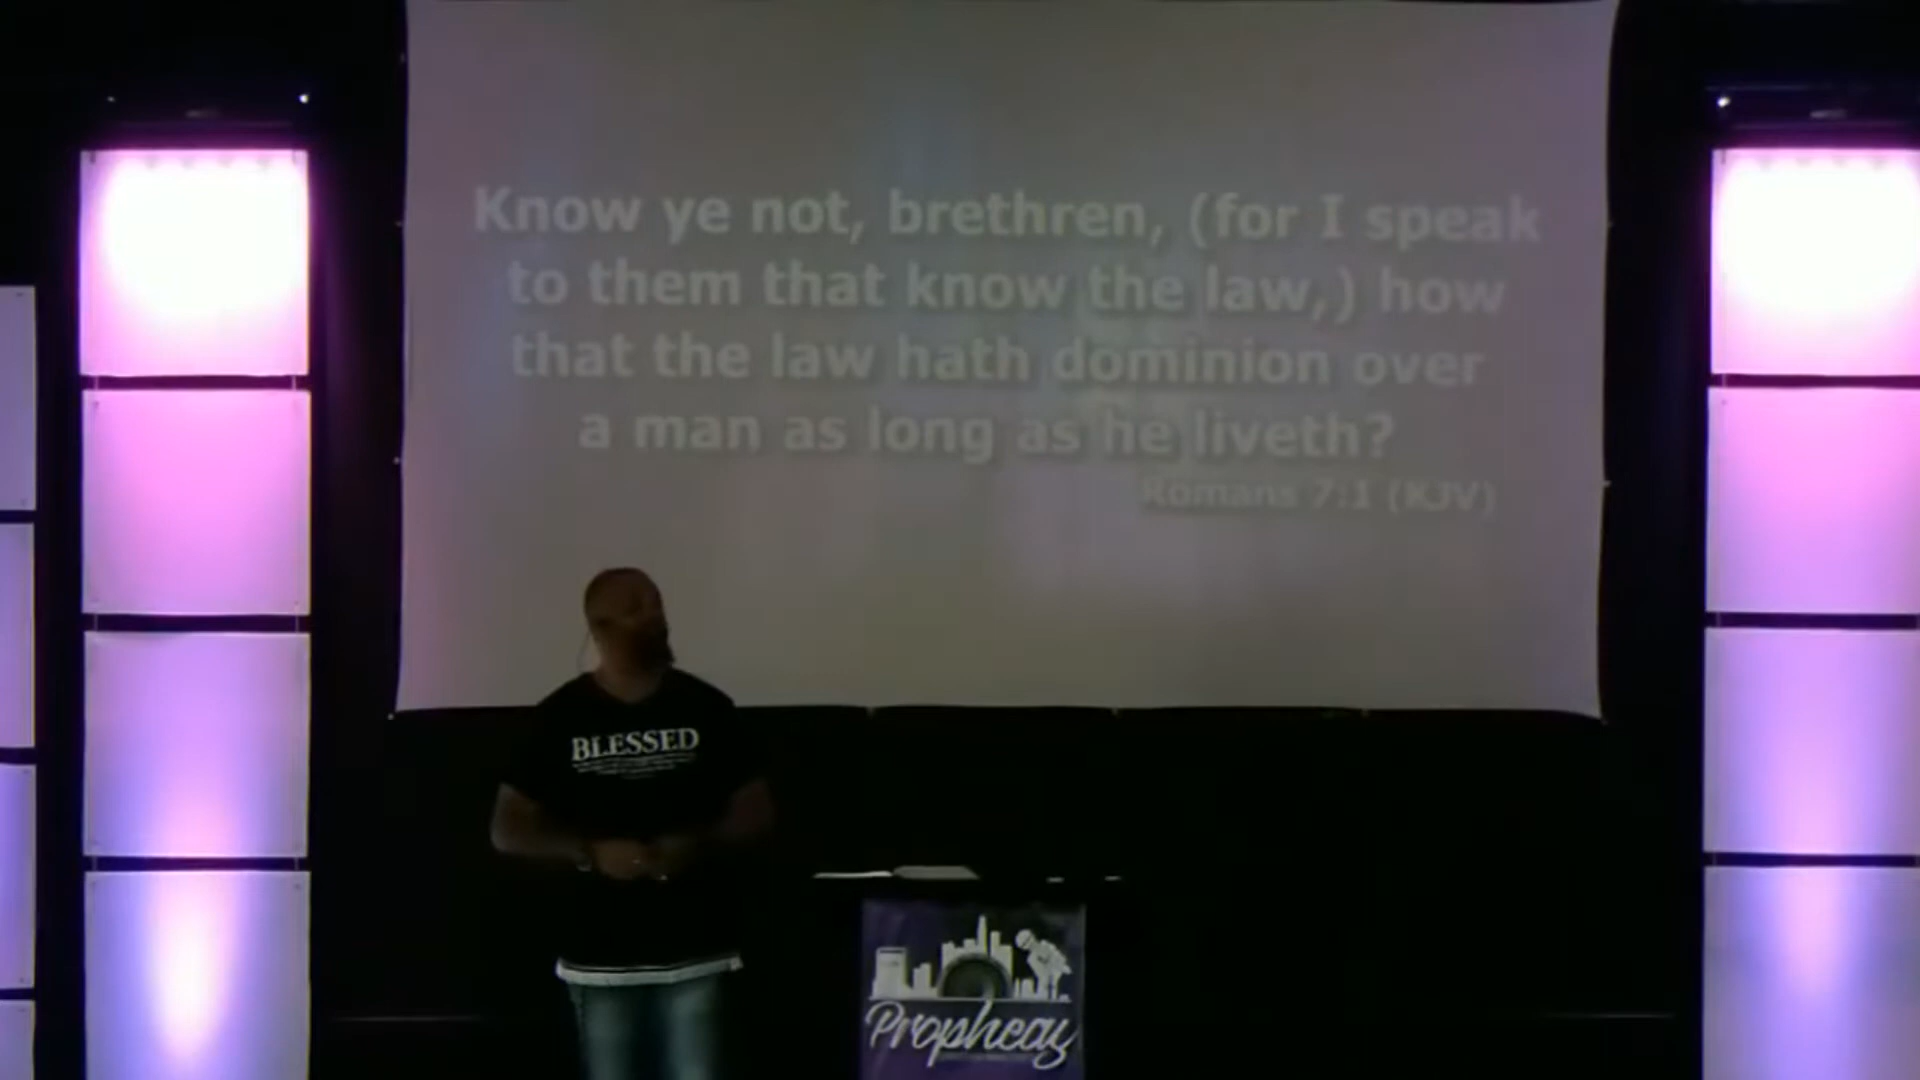 Know ye not, brethren, (for I speak
to them that know the law,) how
that the law hath dominion over
a man as long as he liveth?
Romans 7:1 (KJV)
BLESSED
Propheaz